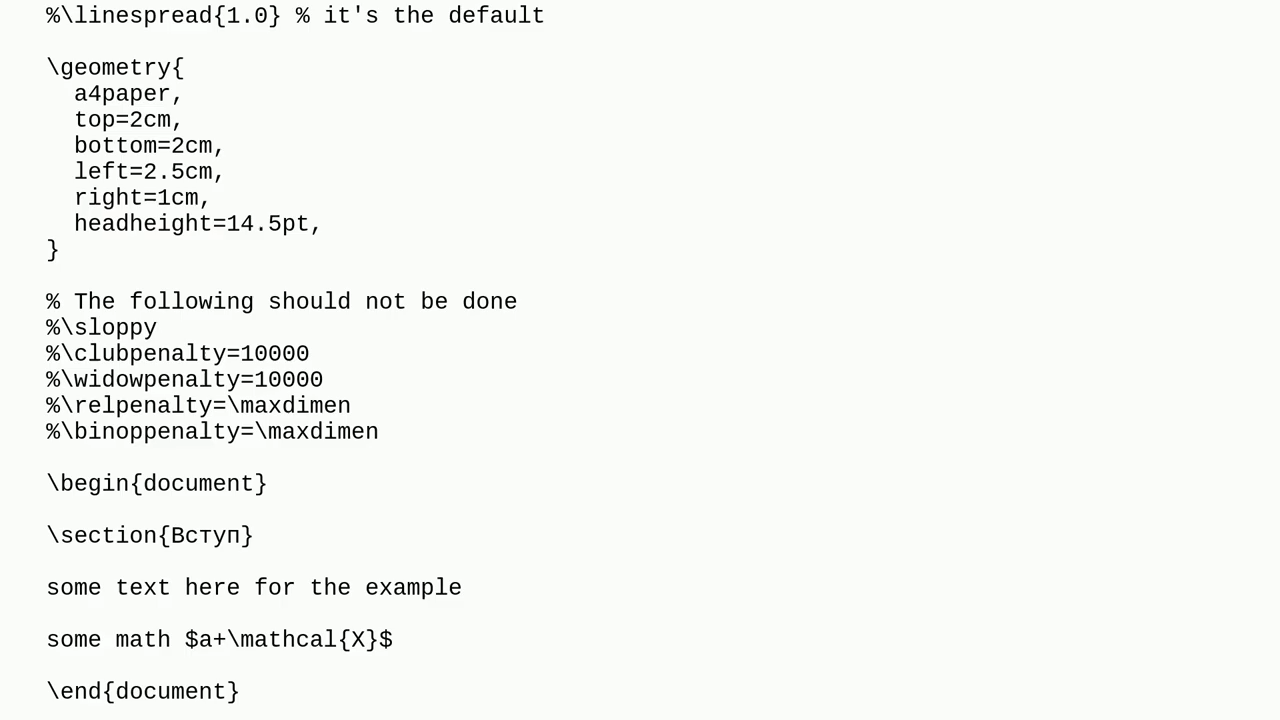 %\linespread{1.0} % it's the default
\geometry{
a4paper,
top=2cm,
bottom=2cm,
left=2.5cm,
right=1cm,
headheight=14.5pt,
}
% The following should not be done
%\sloppy
%\clubpenalty=10000
%\widowpenalty=10000
%\relpenalty=\maxdimen
%\binoppenalty=\maxdimen
\begin{document}
\section{Вступ}
some text here for the example
some math $a+\mathcal{X}$
\end{document}